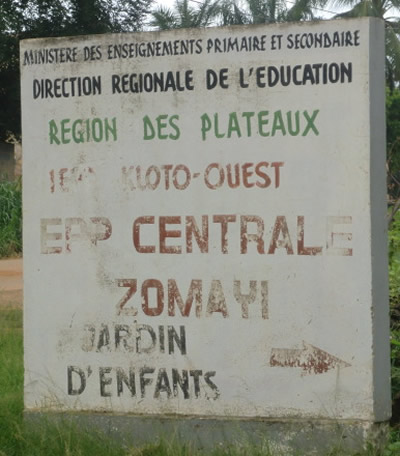 MINISTERE DES ENSEIGNEMENTS PRIMAIRE ET SECONDAIRE
DIRECTION REGIONALE DE L'EDUCATION
REGION DES PLATEAUX
KLOTO-OUEST
EPP CENTRALE
ZOMAYI
JARDIN
D'ENFANTS